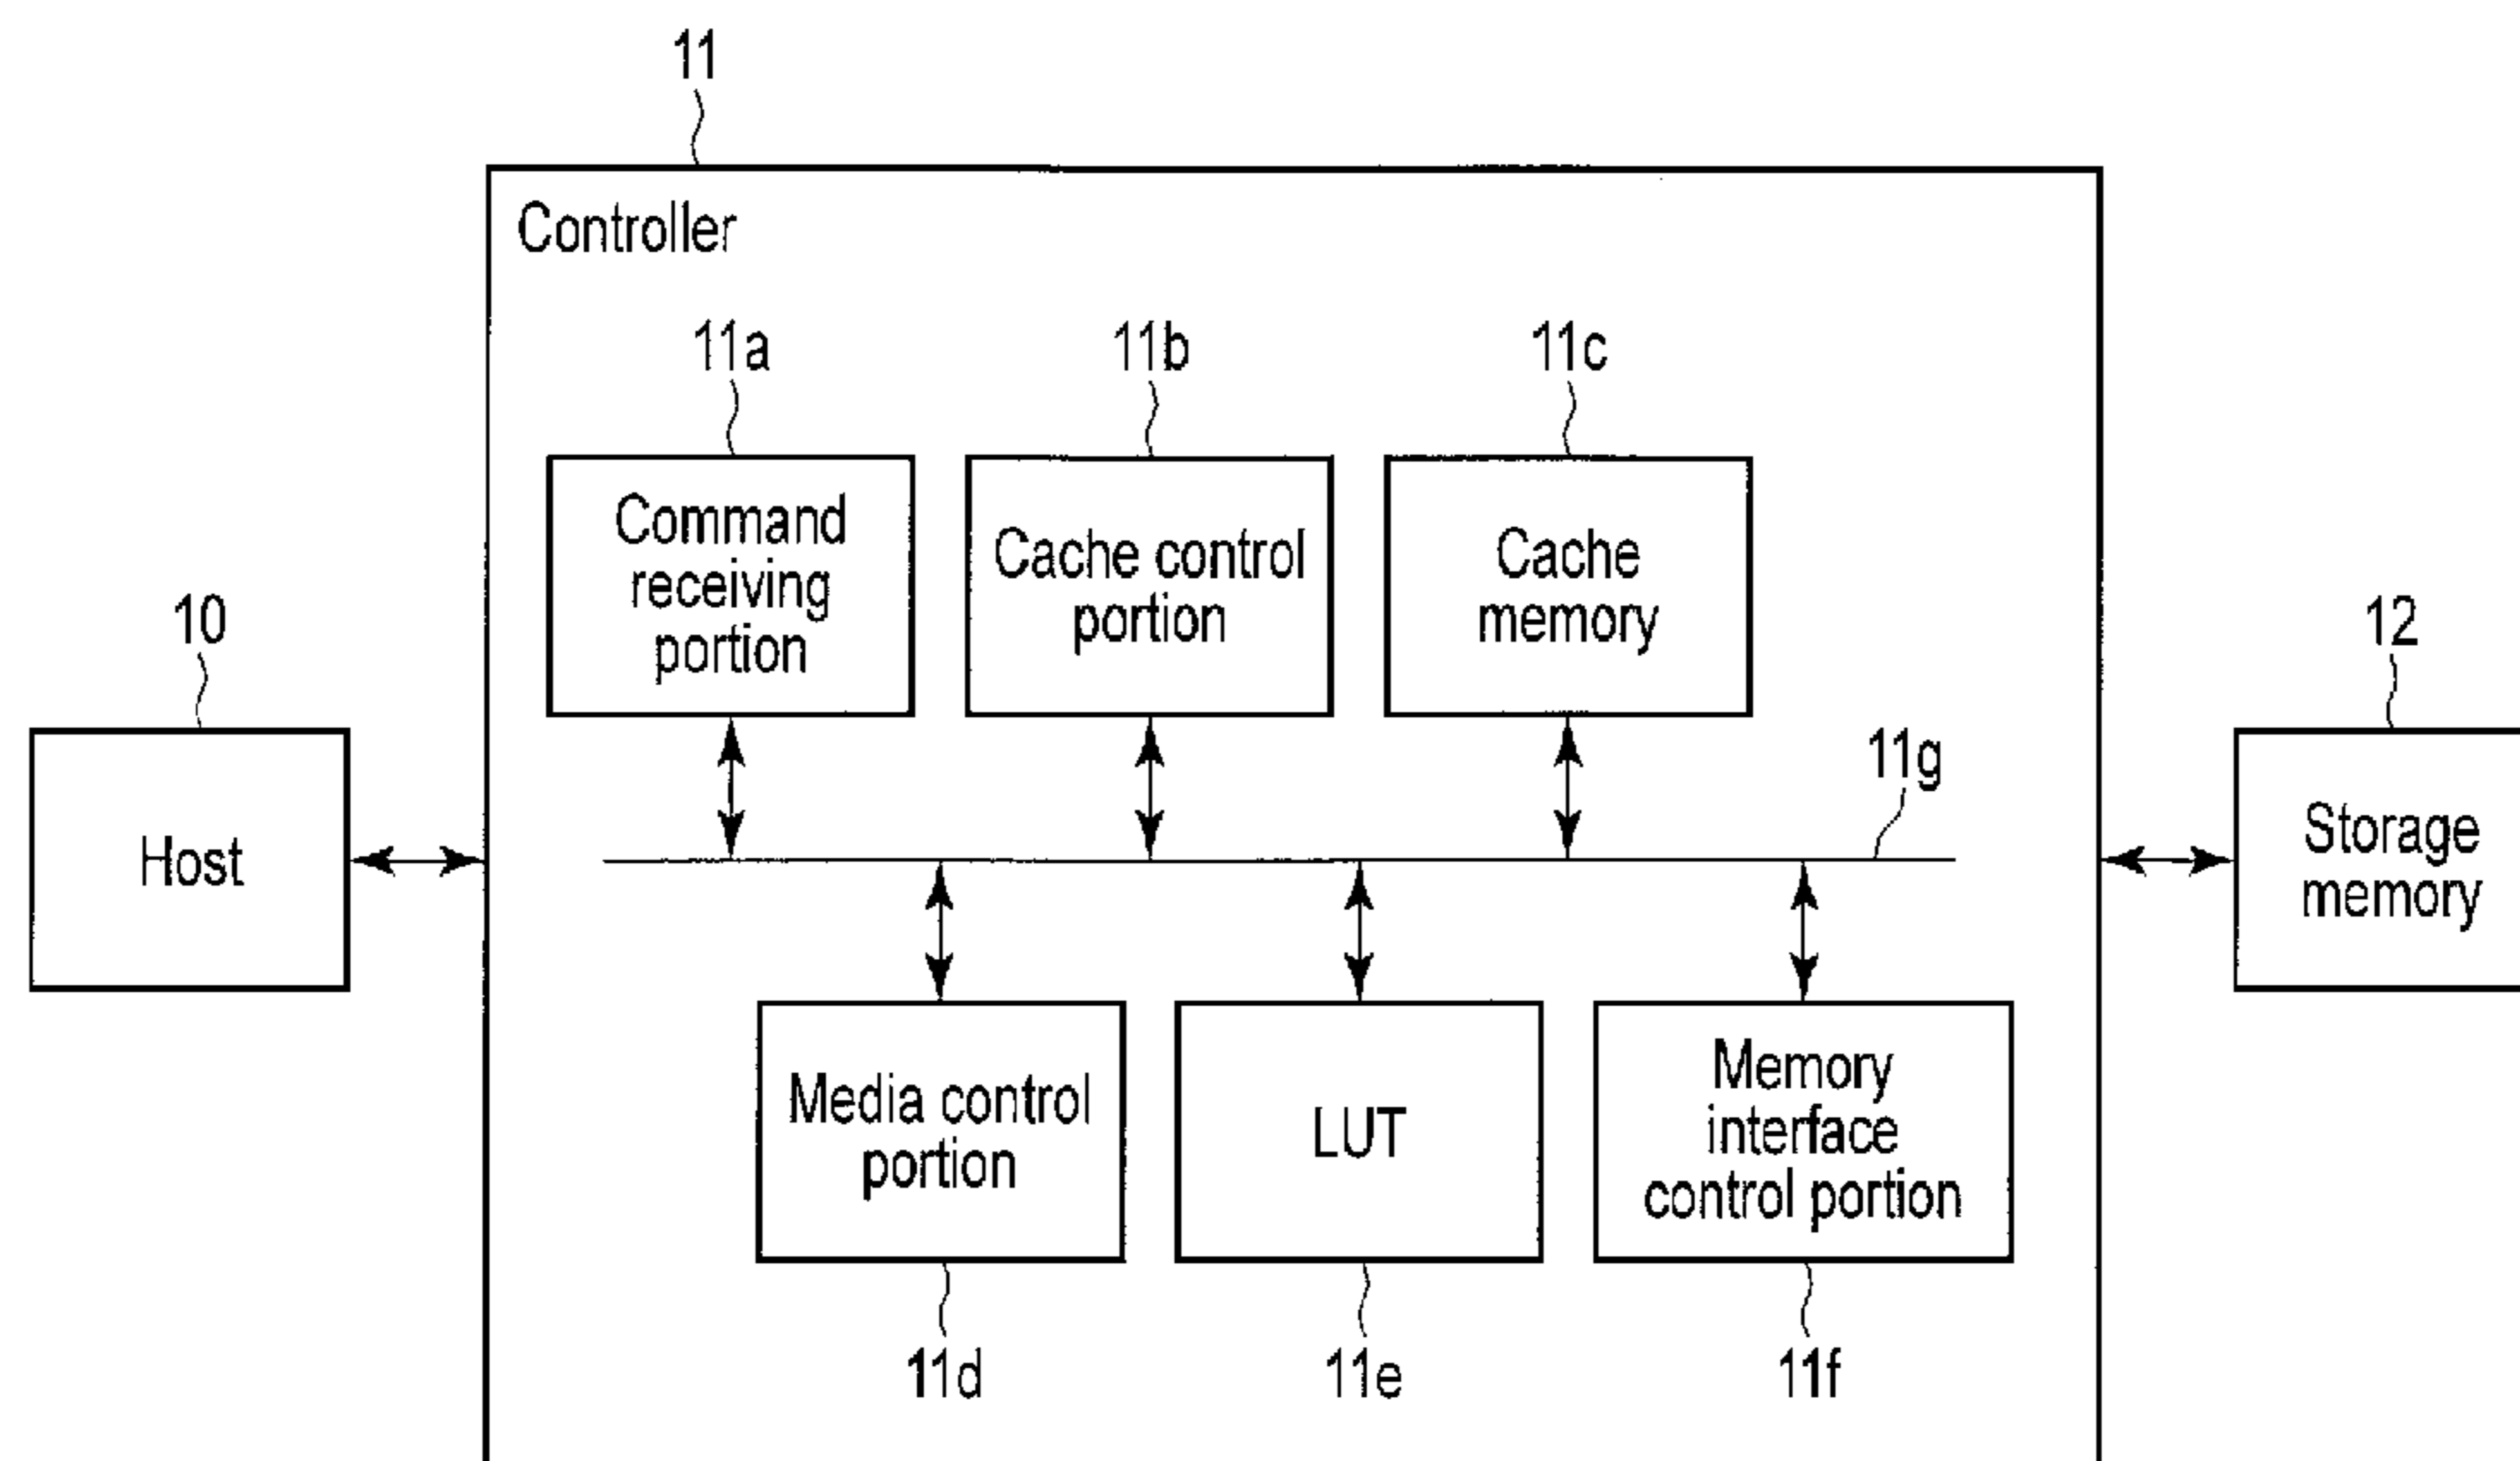 11
Controller
11a
11b
11c
Command
receiving
portion
Cache control
portion
Cache
memory
10
Host
12
Storage
memory
11g
Media control
portion
LUT
Memory
interface
control portion
11d
11e
11f